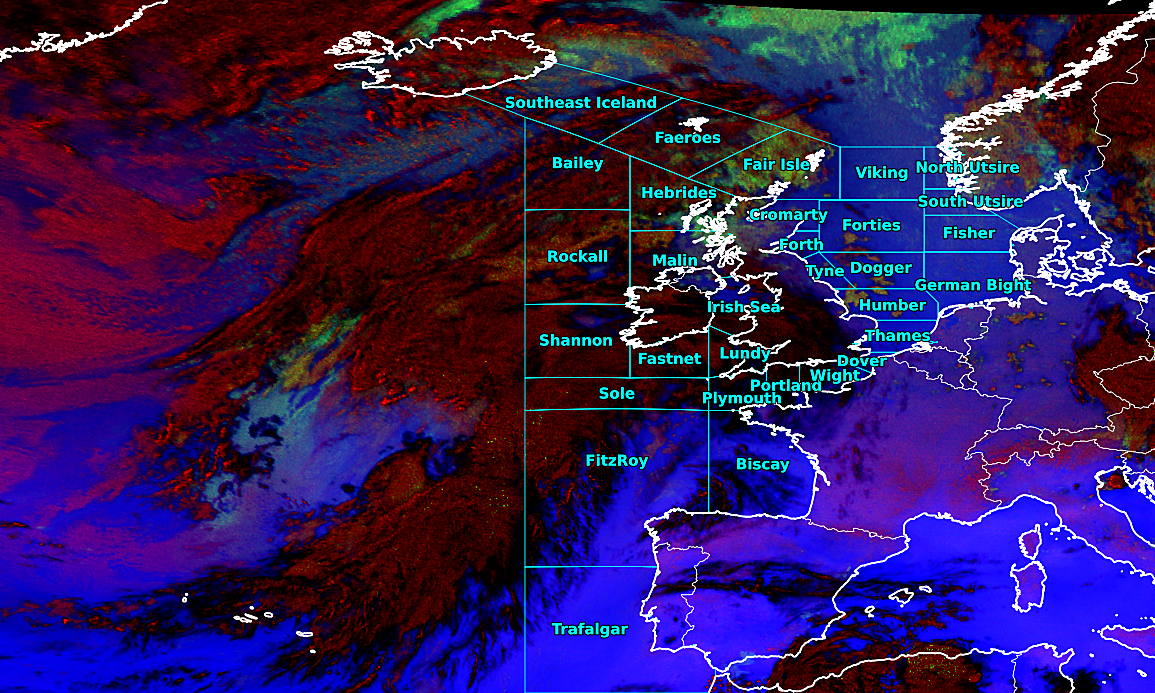 Southeast Iceland
Faeroes
Bailey
Fair Isle
North Utsire
Viking
Hebrides
South Utsire
Cromarty
Forties
Fisher
Forth
Rockall
Malin
Tyne
Dogger
German Bight
Irish Sea
Humber
Shannon
Thames
Fastnet
Lundy
Dover
Wight
Portland
Sole
Plymouth
FitzRoy
Biscay
Trafalgar